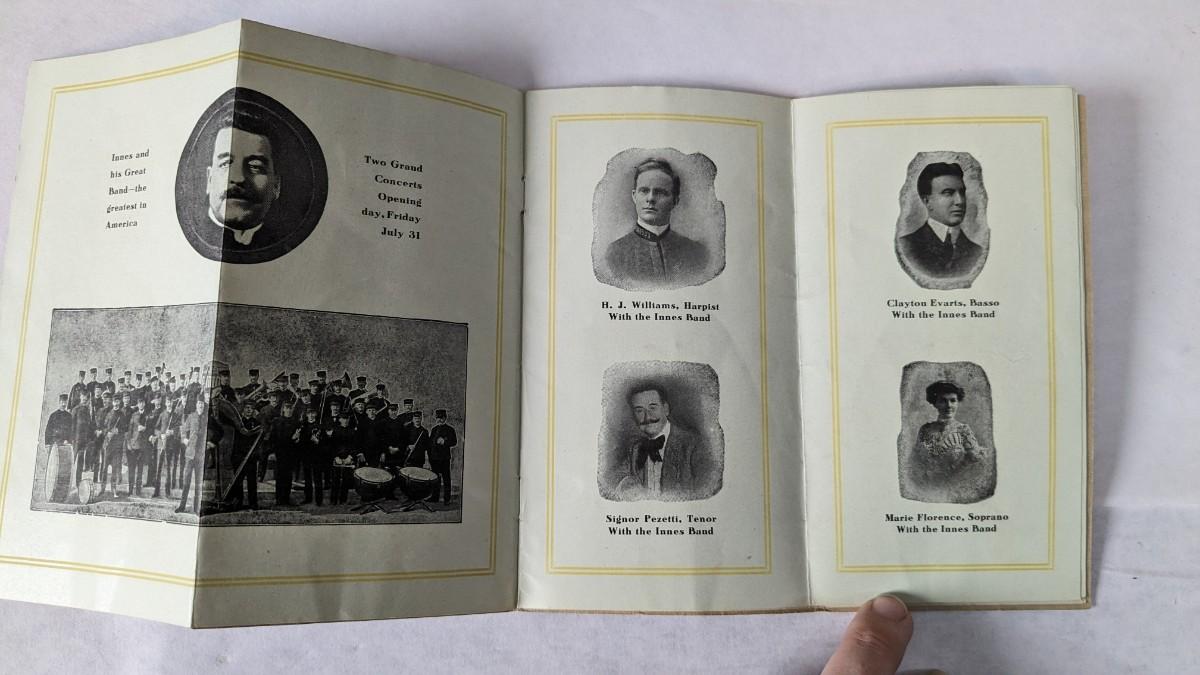 Innes and
his Great
Band—the
greatest in
America
Two Grand
Concerts
Opening
day, Friday
July 31
H. J. Williams, Harpist
With the Innes Band
Signor Pezetti, Tenor
With the Innes Band
Clayton Evarts, Basso
With the Innes Band
Marie Florence, Soprano
With the Innes Band